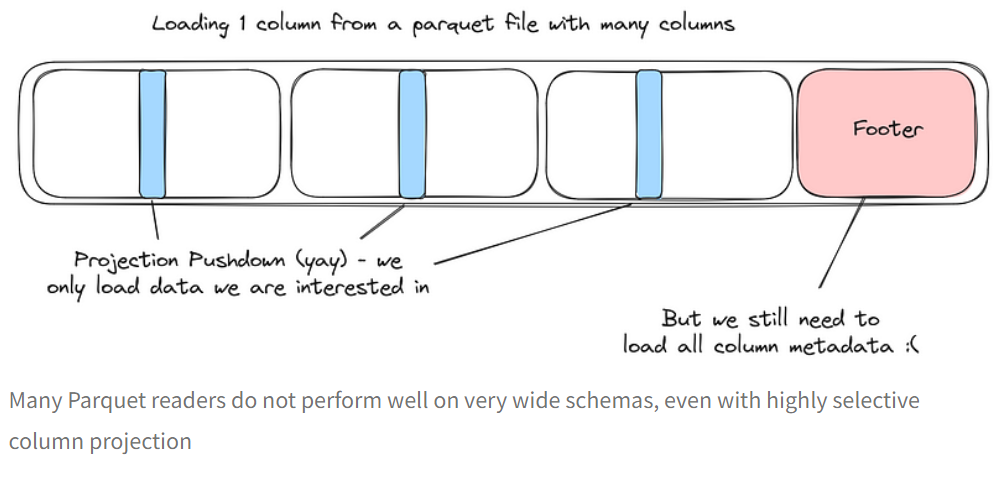 Loading 1 column from a parquet file with many columns
Footer
Projection Pushdown (yay) - we
only load data we are interested in
But we still need to
load all column metadata :(
Many Parquet readers do not perform well on very wide schemas, even with highly selective
column projection